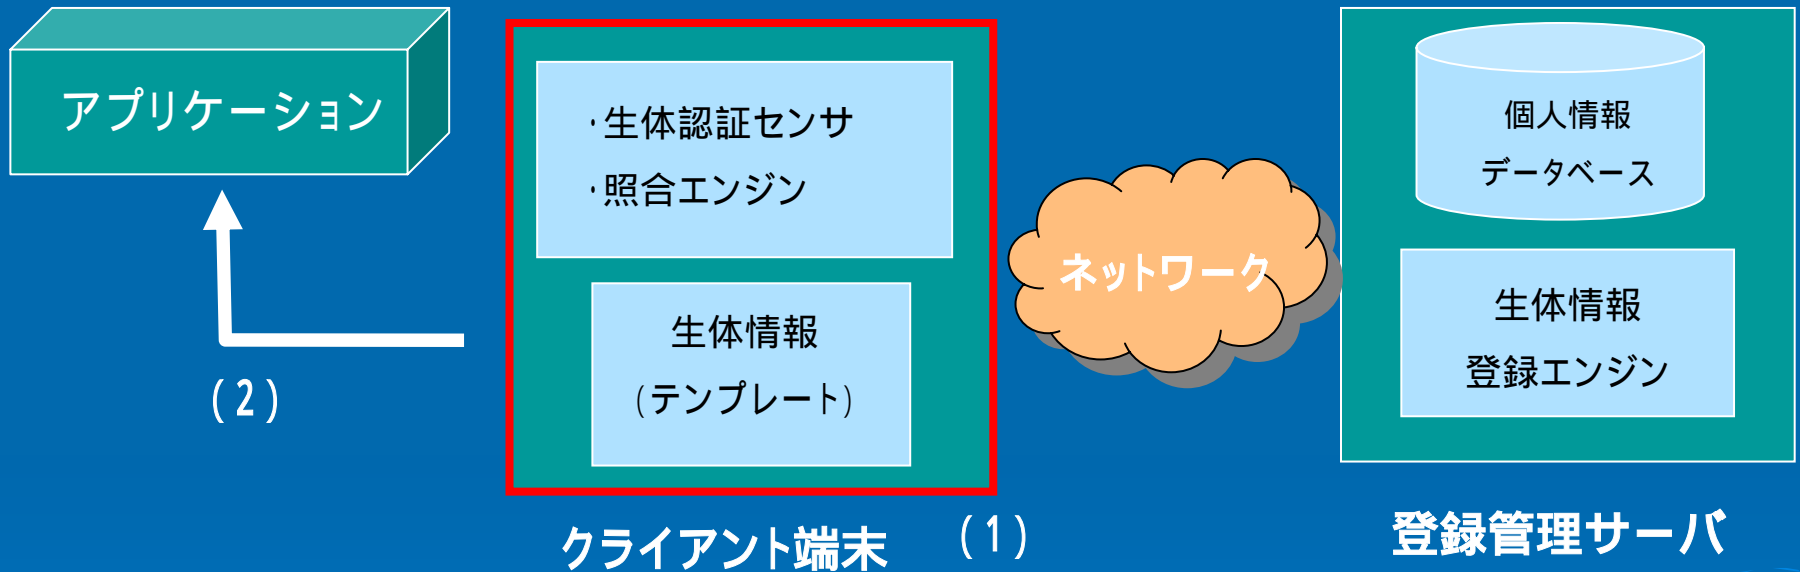 アプリケーション
(2)
・生体認証センサ
・照合エンジン
生体情報
(テンプレート)
クライアント端末
(1)
ネットワーク
個人情報
データベース
生体情報
登録エンジン
登録管理サーバ